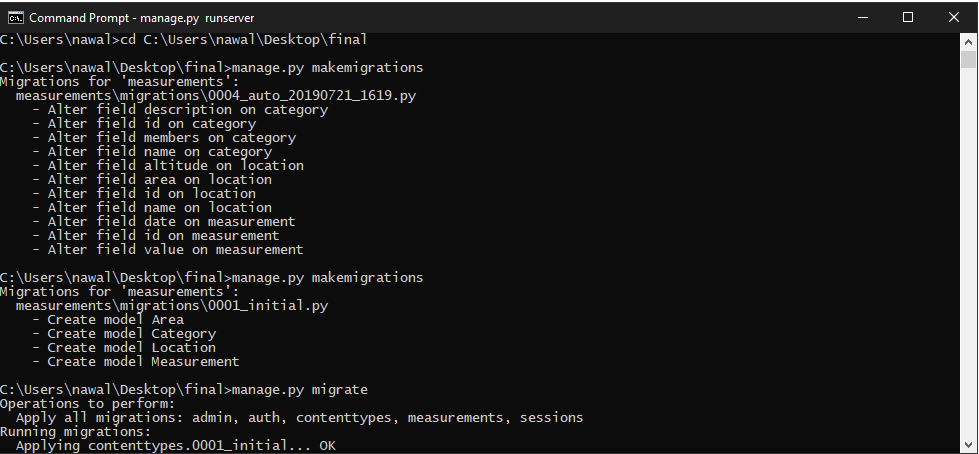 Command Prompt - manage.py runserver
C:\Users\nawal>cd C:\Users\nawal\Desktop\final
C:\Users\nawal\Desktop\final>manage.py makemigrations
Migrations for 'measurements':
  measurements\migrations\0004_auto_20190721_1619.py
    - Alter field description on category
    - Alter field id on category
    - Alter field members on category
    - Alter field name on category
    - Alter field altitude on location
    - Alter field area on location
    - Alter field id on location
    - Alter field name on location
    - Alter field date on measurement
    - Alter field id on measurement
    - Alter field value on measurement
C:\Users\nawal\Desktop\final>manage.py makemigrations
Migrations for 'measurements':
  measurements\migrations\0001_initial.py
    - Create model Area
    - Create model Category
    - Create model Location
    - Create model Measurement
C:\Users\nawal\Desktop\final>manage.py migrate
Operations to perform:
  Apply all migrations: admin, auth, contenttypes, measurements, sessions
Running migrations:
  Applying contenttypes.0001_initial... OK